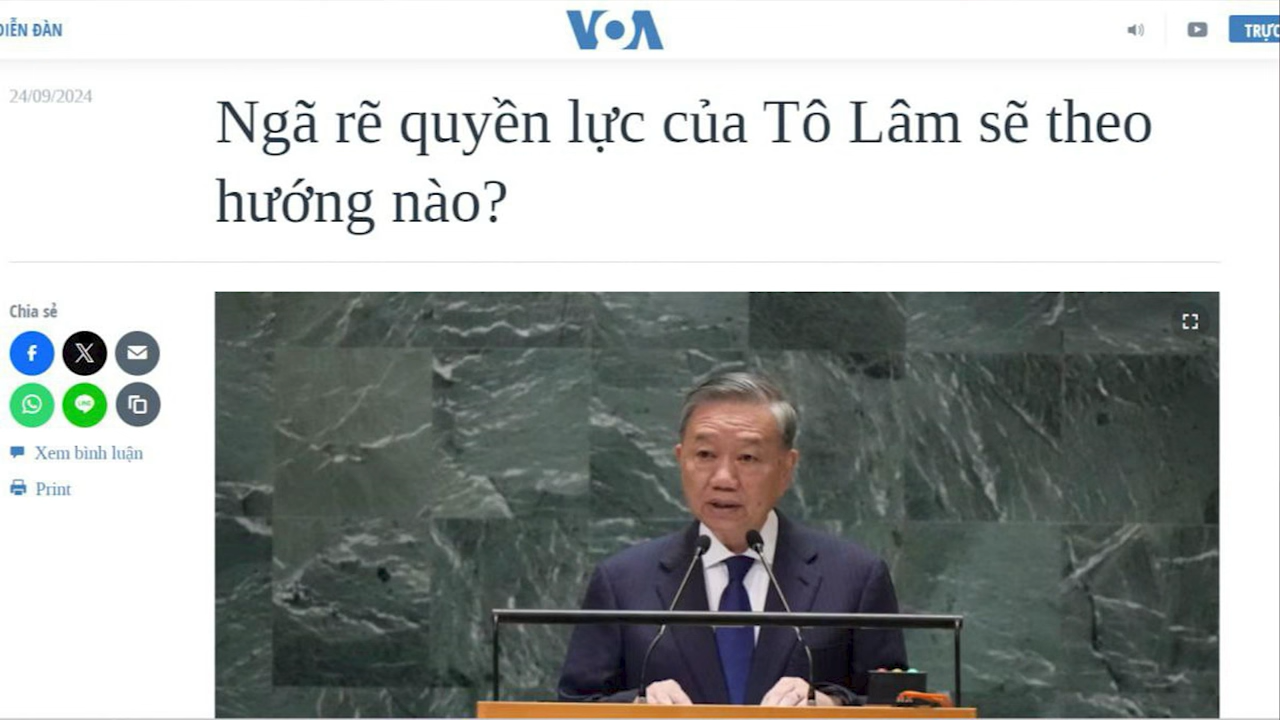 DIỄN ĐÀN
VOA
TRỰC
24/09/2024
Ngã rẽ quyền lực của Tô Lâm sẽ theo
hướng nào?
Chia sẻ
LINE
Xem bình luận
Print